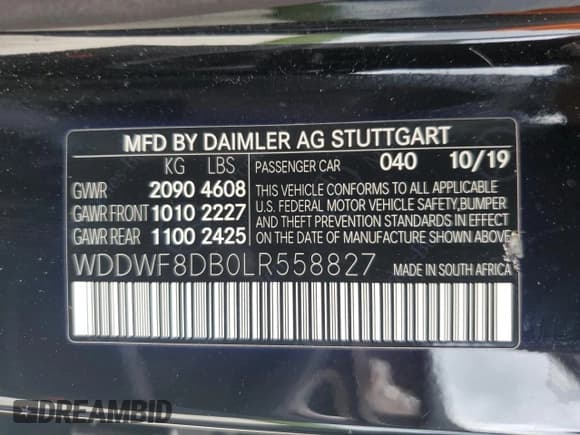 MFD BY DAIMLER AG STUTTGART
KG LBS PASSENGER CAR 040 10/19
GVWR 2090 4608 THIS VEHICLE CONFORMS TO ALL APPLICABLE
GAWR FRONT 1010 2227 U.S. FEDERAL MOTOR VEHICLE SAFETY, BUMPER
AND THEFT PREVENTION STANDARDS IN EFFECT
GAWR REAR 1100 2425 ON THE DATE OF MANUFACTURE SHOWN ABOVE.
WDDWF8DB0LR558827 MADE IN SOUTH AFRICA
DREAMBID